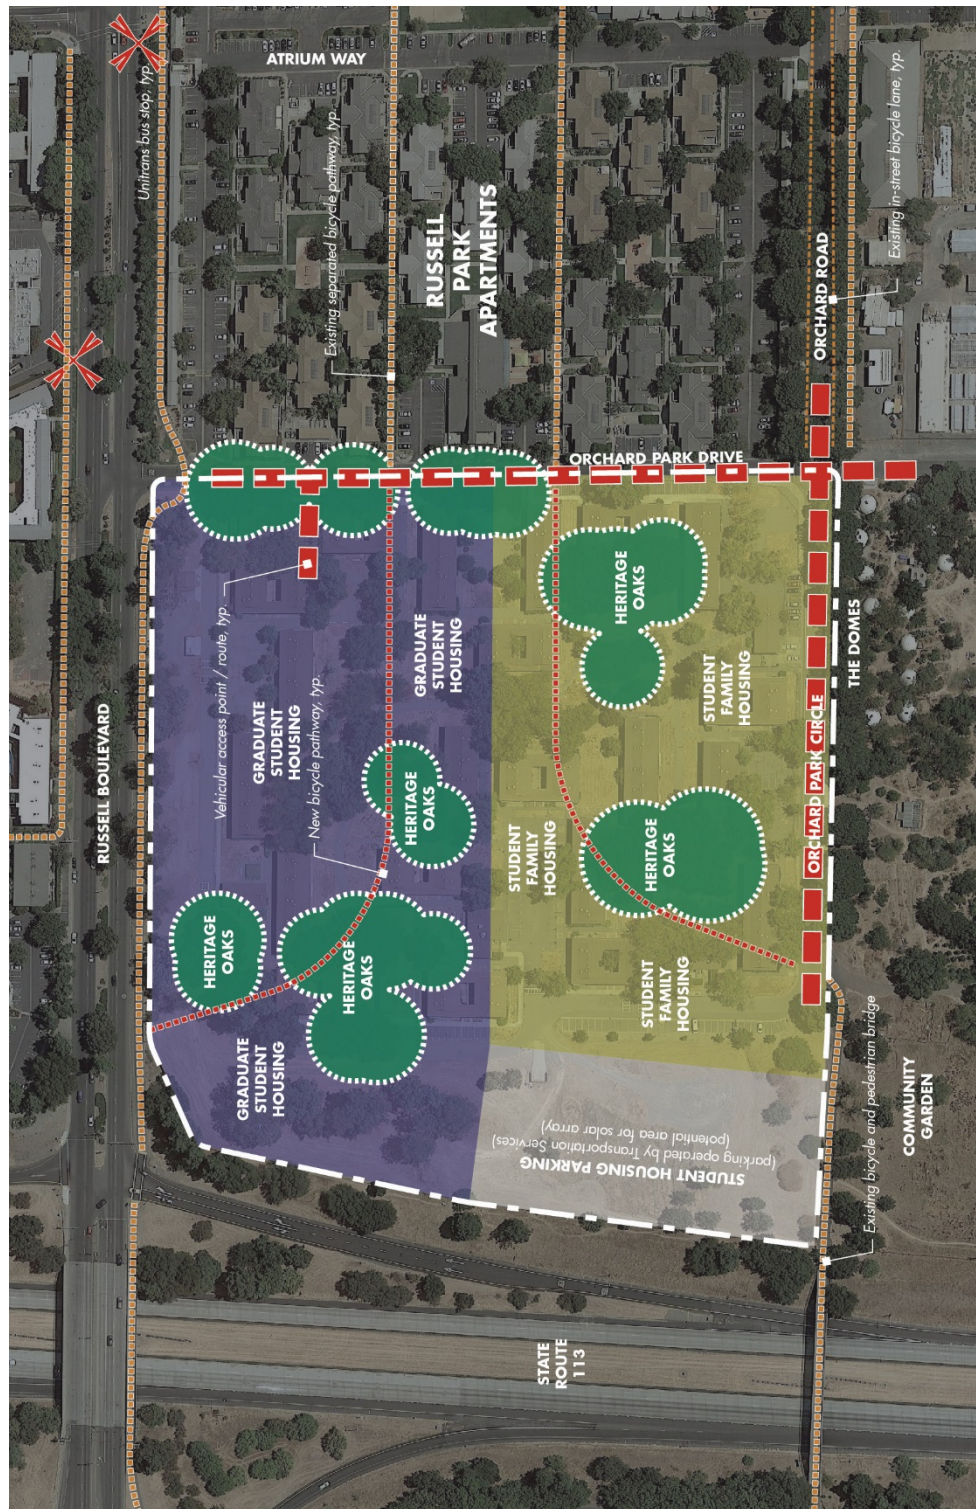 ATRIUM WAY
Unitrans bus stop, typ.
Existing separated bicycle pathway, typ.
RUSSELL
PARK
APARTMENTS
ORCHARD ROAD
Existing in-street bicycle lane, typ.
ORCHARD PARK DRIVE
RUSSELL BOULEVARD
Vehicular access point / route, typ.
New bicycle pathway, typ.
GRADUATE
STUDENT
HOUSING
GRADUATE
STUDENT
HOUSING
HERITAGE
OAKS
STUDENT
FAMILY
HOUSING
THE DOMES
ORCHARD PARK CIRCLE
HERITAGE
OAKS
STUDENT
FAMILY
HOUSING
HERITAGE
OAKS
HERITAGE
OAKS
HERITAGE
OAKS
STUDENT
FAMILY
HOUSING
GRADUATE
STUDENT
HOUSING
STUDENT HOUSING PARKING
(parking operated by Transportation Services)
(potential area for solar array)
COMMUNITY
GARDEN
Existing bicycle and pedestrian bridge
STATE
ROUTE
113